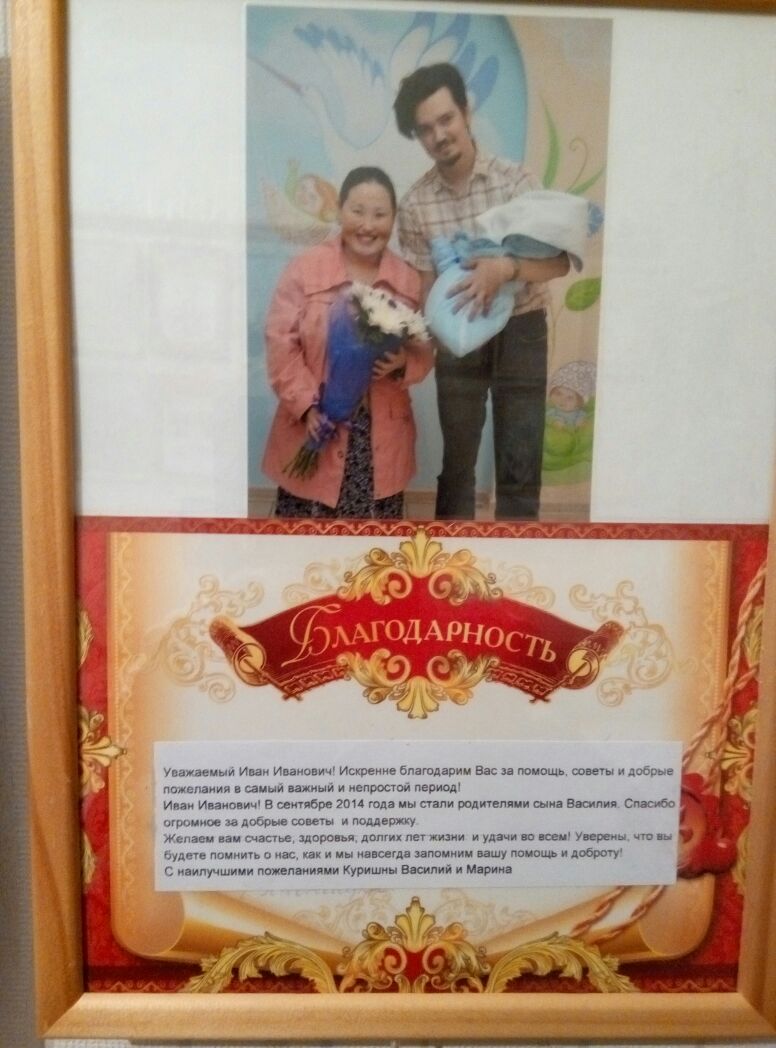 Благодарность
Уважаемый Иван Иванович! Искренне благодарим Вас за помощь, советы и добрые
пожелания в самый важный и непростой период!
Иван Иванович! В сентябре 2014 года мы стали родителями сына Василия. Спасибо
огромное за добрые советы и поддержку.
Желаем вам счастье, здоровья, долгих лет жизни и удачи во всем! Уверены, что вы
будете помнить о нас, как и мы навсегда запомним вашу помощь и доброту!
С наилучшими пожеланиями Куришны Василий и Марина